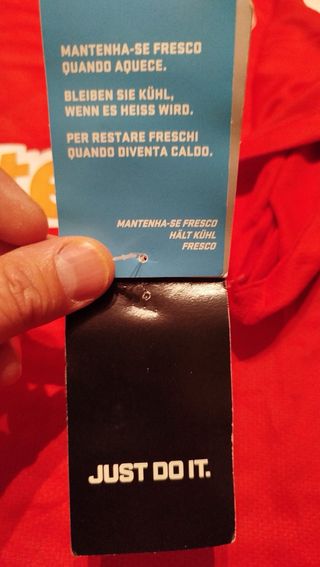 MANTENHA-SE FRESCO
QUANDO AQUECE.
BLEIBEN SIE KÜHL,
WENN ES HEISS WIRD.
PER RESTARE FRESCHI
QUANDO DIVENTA CALDO.
MANTENHA-SE FRESCO
HÄLT KÜHL
FRESCO
JUST DO IT.